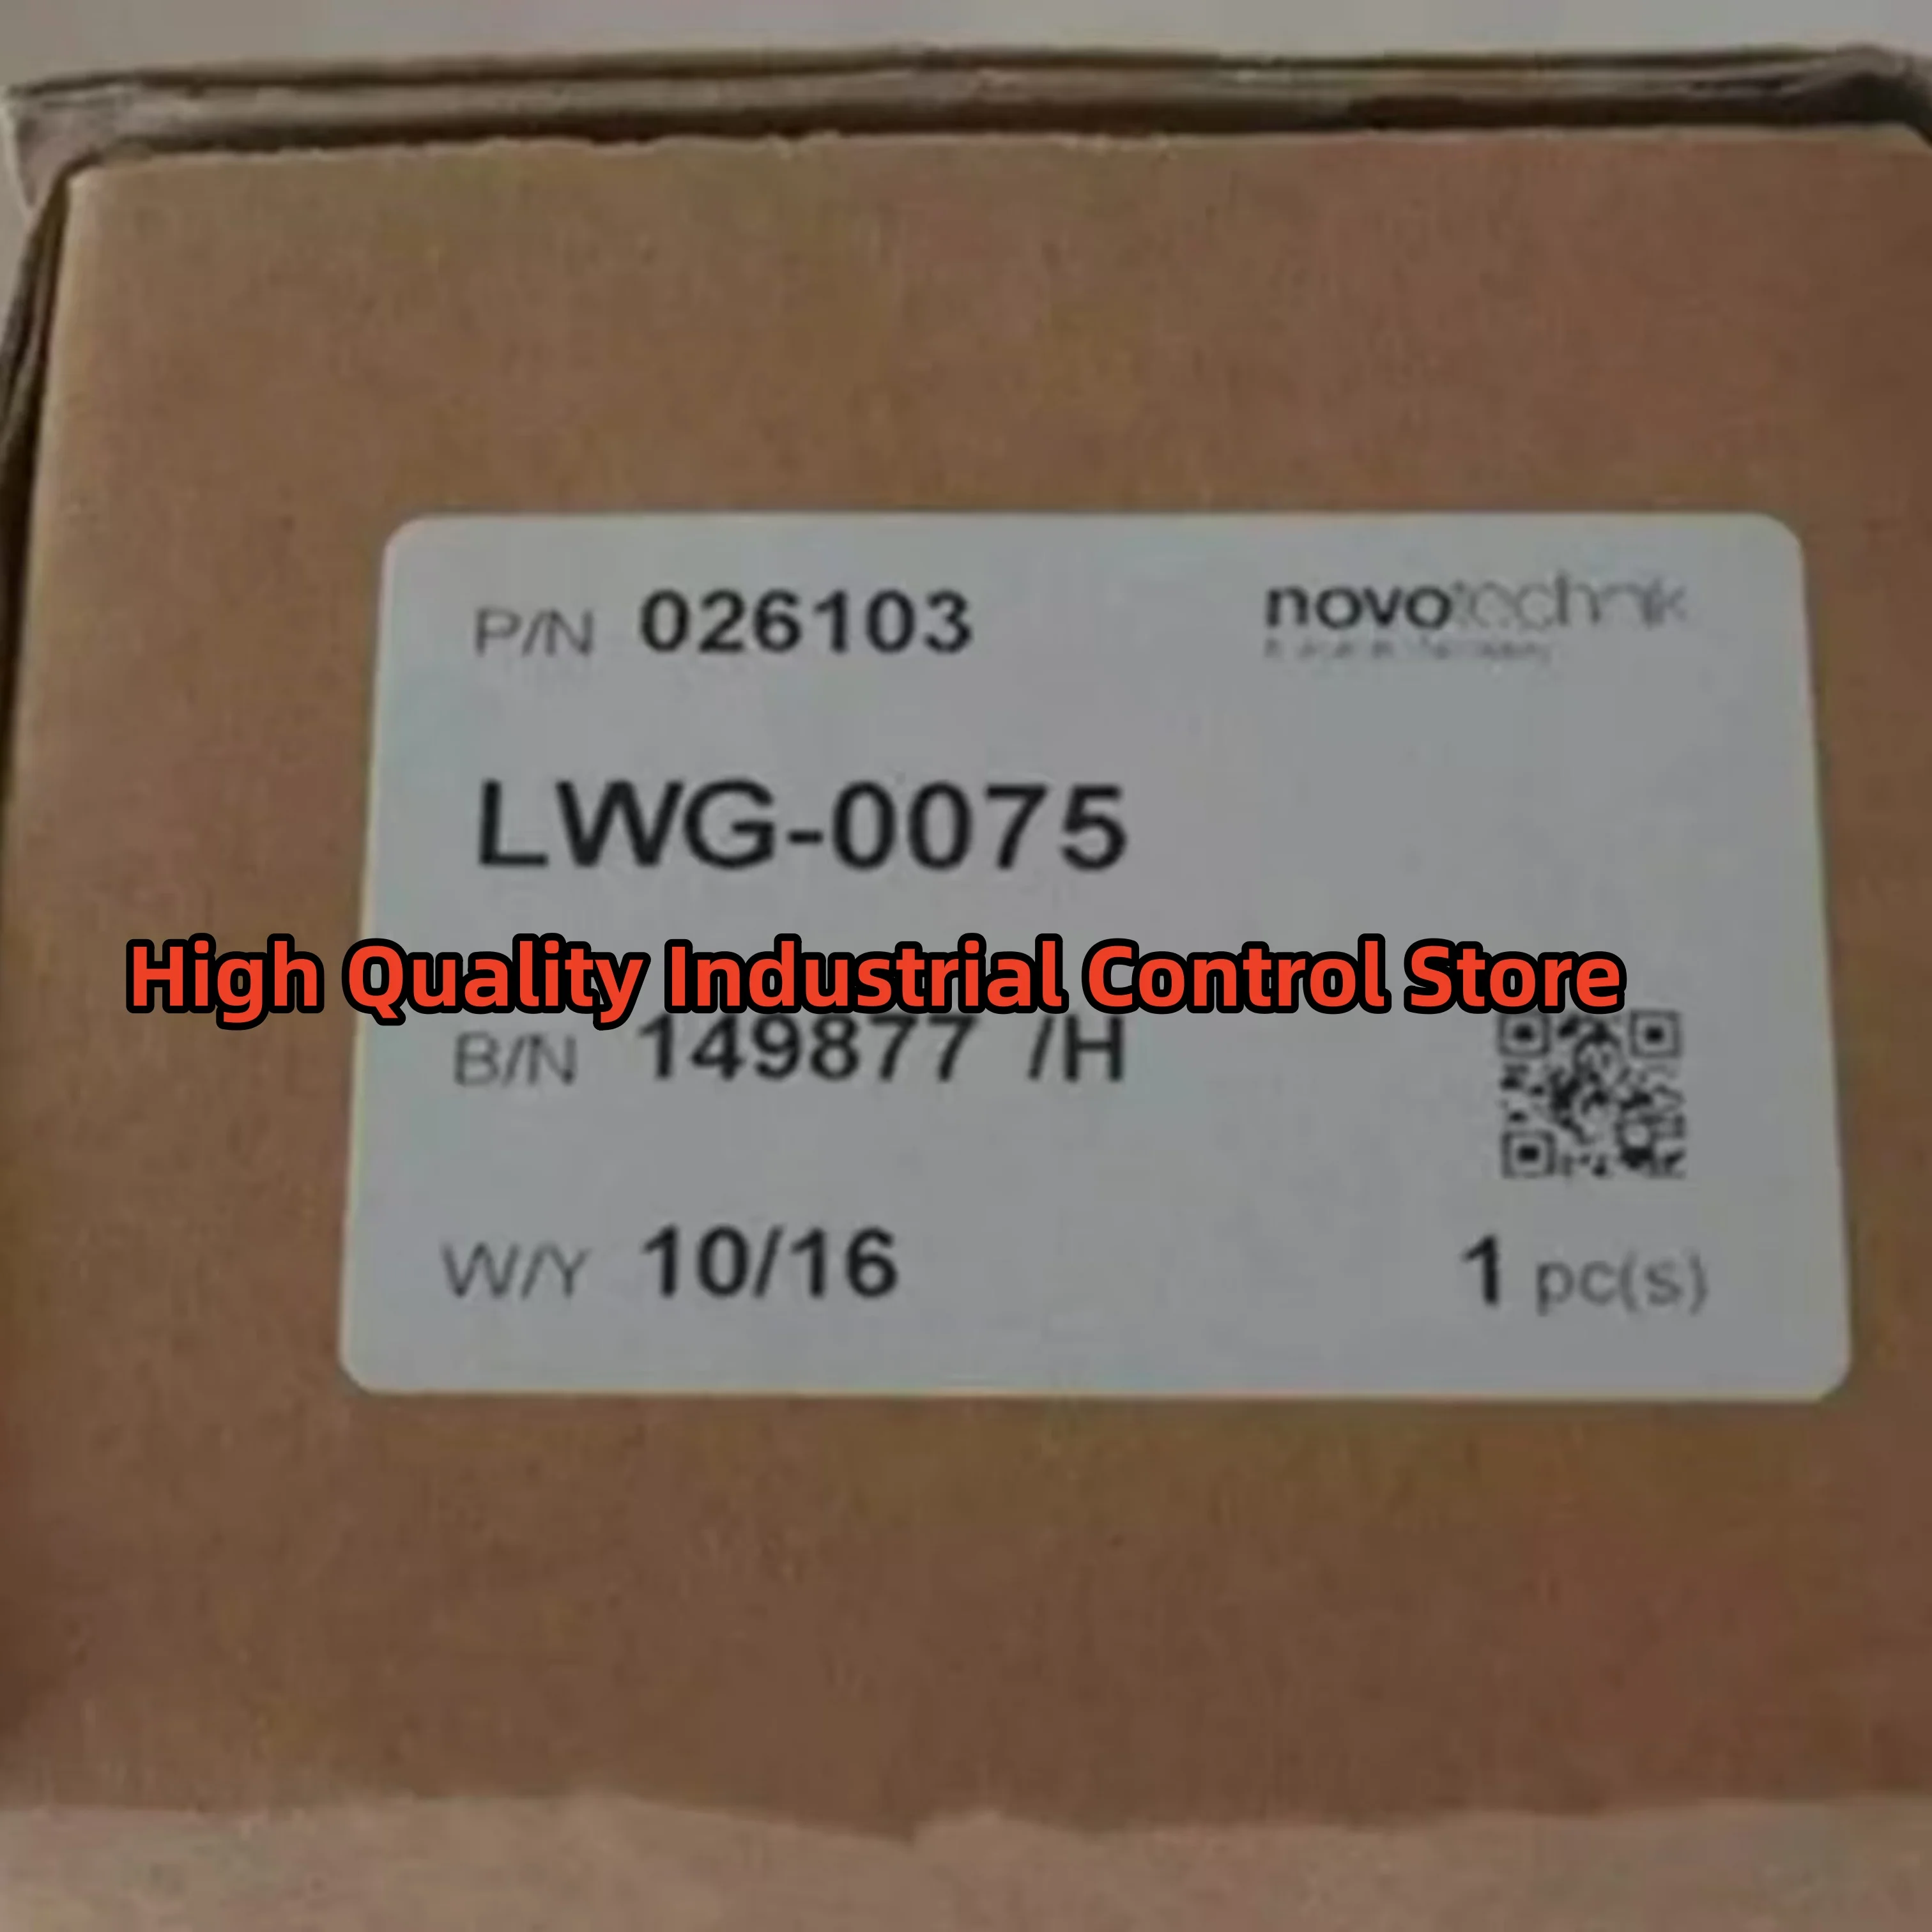 P/N 026103 novotechnik
LWG-0075
High Quality Industrial Control Store
B/N 149877 /H
W/Y 10/16 1 pc(s)